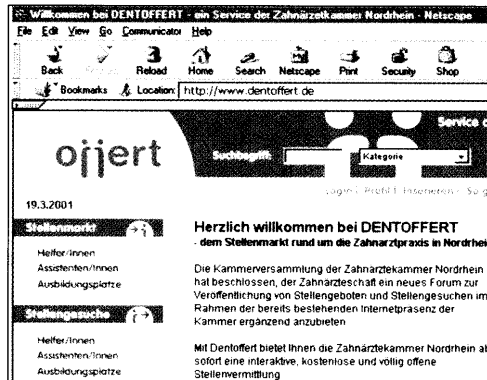 Willkommen bei DENTOFFERT - ein Service der Zahnärztekammer Nordrhein - Netscape
File Edit View Go Communicator Help
Back Reload Home Search Netscape Print Security Shop
Bookmarks Location: http://www.dentoffert.de
Service
offert
Suchbegriff: Kategorie
Login | Profil | Inserieren
19.3.2001
Stellenmarkt
Helfer/Innen
Assistenten/Innen
Ausbildungsplätze
Stellengesuche
Helfer/Innen
Assistenten/Innen
Ausbildungsplätze
Herzlich willkommen bei DENTOFFERT
- dem Stellenmarkt rund um die Zahnarztpraxis in Nordrhei
Die Kammerversammlung der Zahnärztekammer Nordrhein
hat beschlossen, der Zahnärzteschaft ein neues Forum zur
Veröffentlichung von Stellengeboten und Stellengesuchen im
Rahmen der bereits bestehenden Internetpräsenz der
Kammer ergänzend anzubieten
Mit Dentoffert bietet Ihnen die Zahnärztekammer Nordrhein ab
sofort eine interaktive, kostenlose und völlig offene
Stellenvermittlung